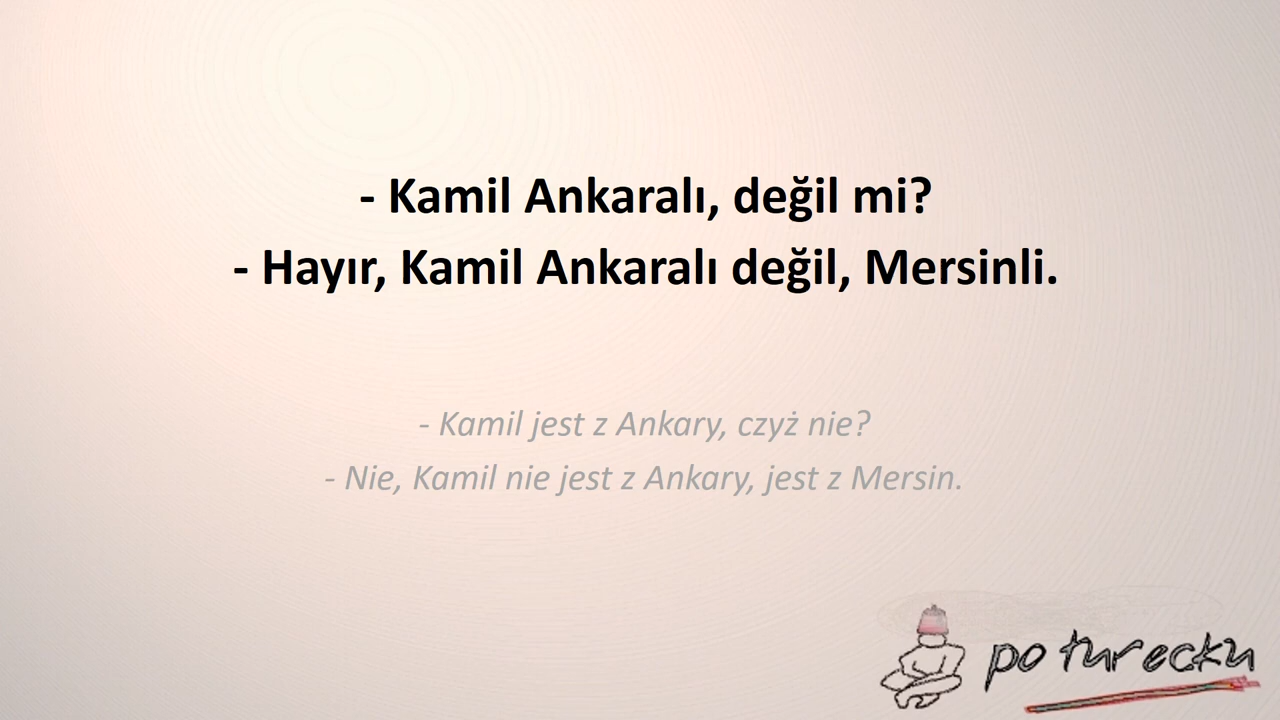 - Kamil Ankaralı, değil mi?
- Hayır, Kamil Ankaralı değil, Mersinli.
- Kamil jest z Ankary, czyż nie?
- Nie, Kamil nie jest z Ankary, jest z Mersin.
po turecku